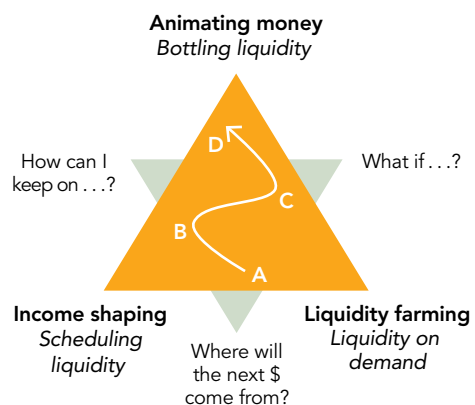 Animating money
Bottling liquidity
How can I
keep on . . .?
What if . . .?
D
C
B
A
Income shaping
Scheduling
liquidity
Liquidity farming
Liquidity on
demand
Where will
the next $
come from?